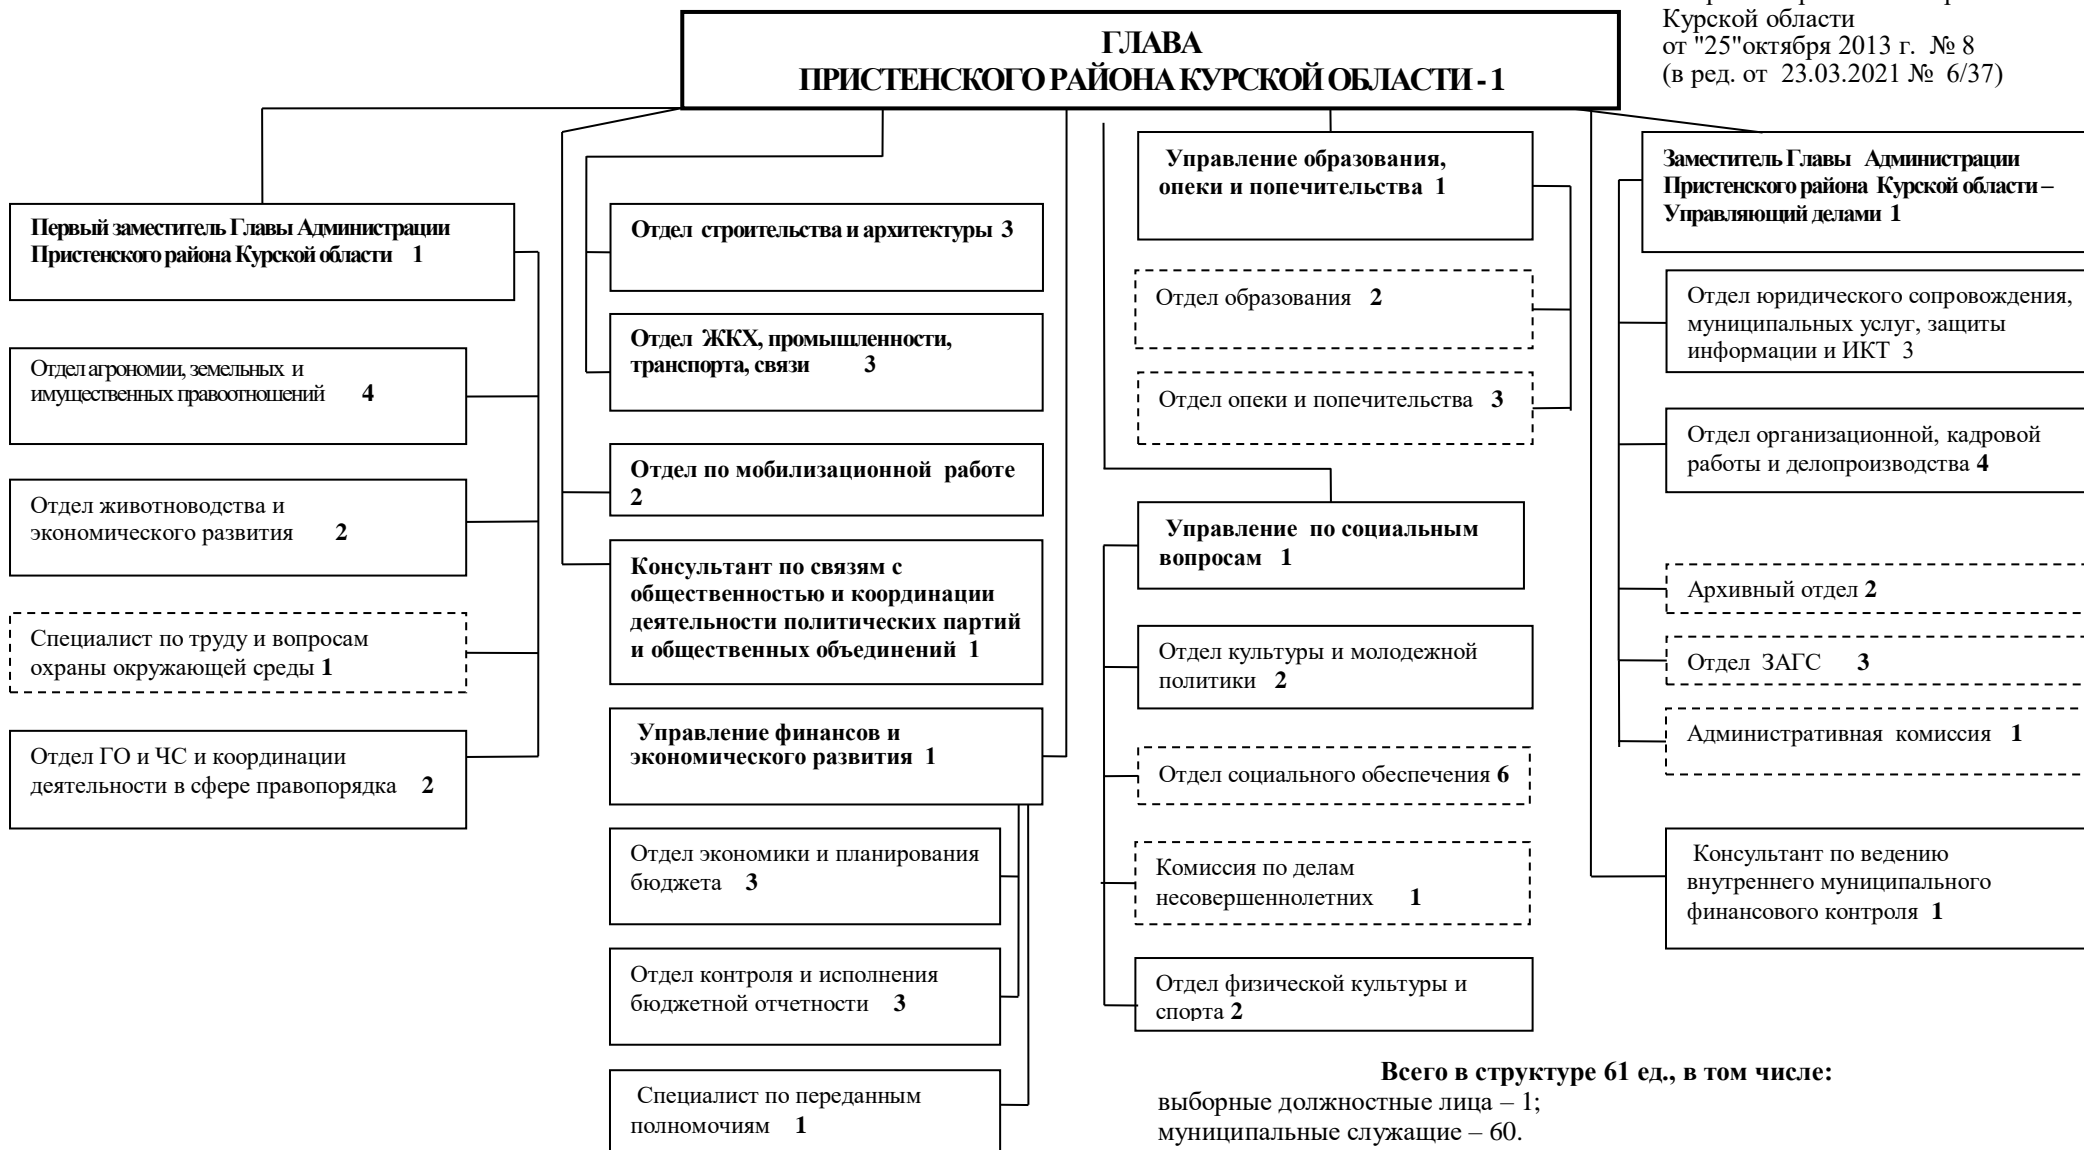 Курской области
от "25"октября 2013 г. № 8
(в ред. от 23.03.2021 № 6/37)
ГЛАВА
ПРИСТЕНСКОГО РАЙОНА КУРСКОЙ ОБЛАСТИ - 1
Первый заместитель Главы Администрации
Пристенского района Курской области 1
Отдел агрономии, земельных и
имущественных правоотношений 4
Отдел животноводства и
экономического развития 2
Специалист по труду и вопросам
охраны окружающей среды 1
Отдел ГО и ЧС и координации
деятельности в сфере правопорядка 2
Отдел строительства и архитектуры 3
Отдел ЖКХ, промышленности,
транспорта, связи 3
Отдел по мобилизационной работе
2
Консультант по связям с
общественностью и координации
деятельности политических партий
и общественных объединений 1
Управление финансов и
экономического развития 1
Отдел экономики и планирования
бюджета 3
Отдел контроля и исполнения
бюджетной отчетности 3
Специалист по переданным
полномочиям 1
Управление образования,
опеки и попечительства 1
Отдел образования 2
Отдел опеки и попечительства 3
Управление по социальным
вопросам 1
Отдел культуры и молодежной
политики 2
Отдел социального обеспечения 6
Комиссия по делам
несовершеннолетних 1
Отдел физической культуры и
спорта 2
Заместитель Главы Администрации
Пристенского района Курской области –
Управляющий делами 1
Отдел юридического сопровождения,
муниципальных услуг, защиты
информации и ИКТ 3
Отдел организационной, кадровой
работы и делопроизводства 4
Архивный отдел 2
Отдел ЗАГС 3
Административная комиссия 1
Консультант по ведению
внутреннего муниципального
финансового контроля 1
Всего в структуре 61 ед., в том числе:
выборные должностные лица – 1;
муниципальные служащие – 60.